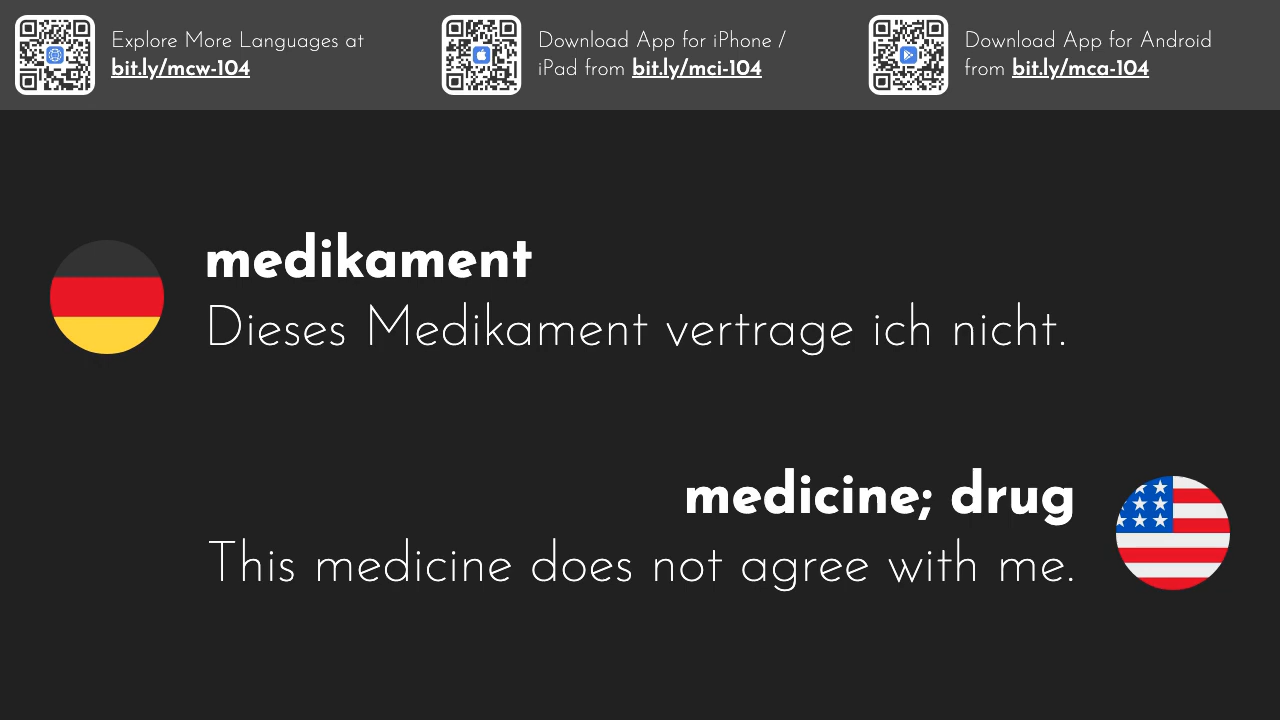 Explore More Languages at
bit.ly/mcw-104
Download App for iPhone /
iPad from bit.ly/mci-104
Download App for Android
from bit.ly/mca-104
medikament
Dieses Medikament vertrage ich nicht.
medicine; drug
This medicine does not agree with me.